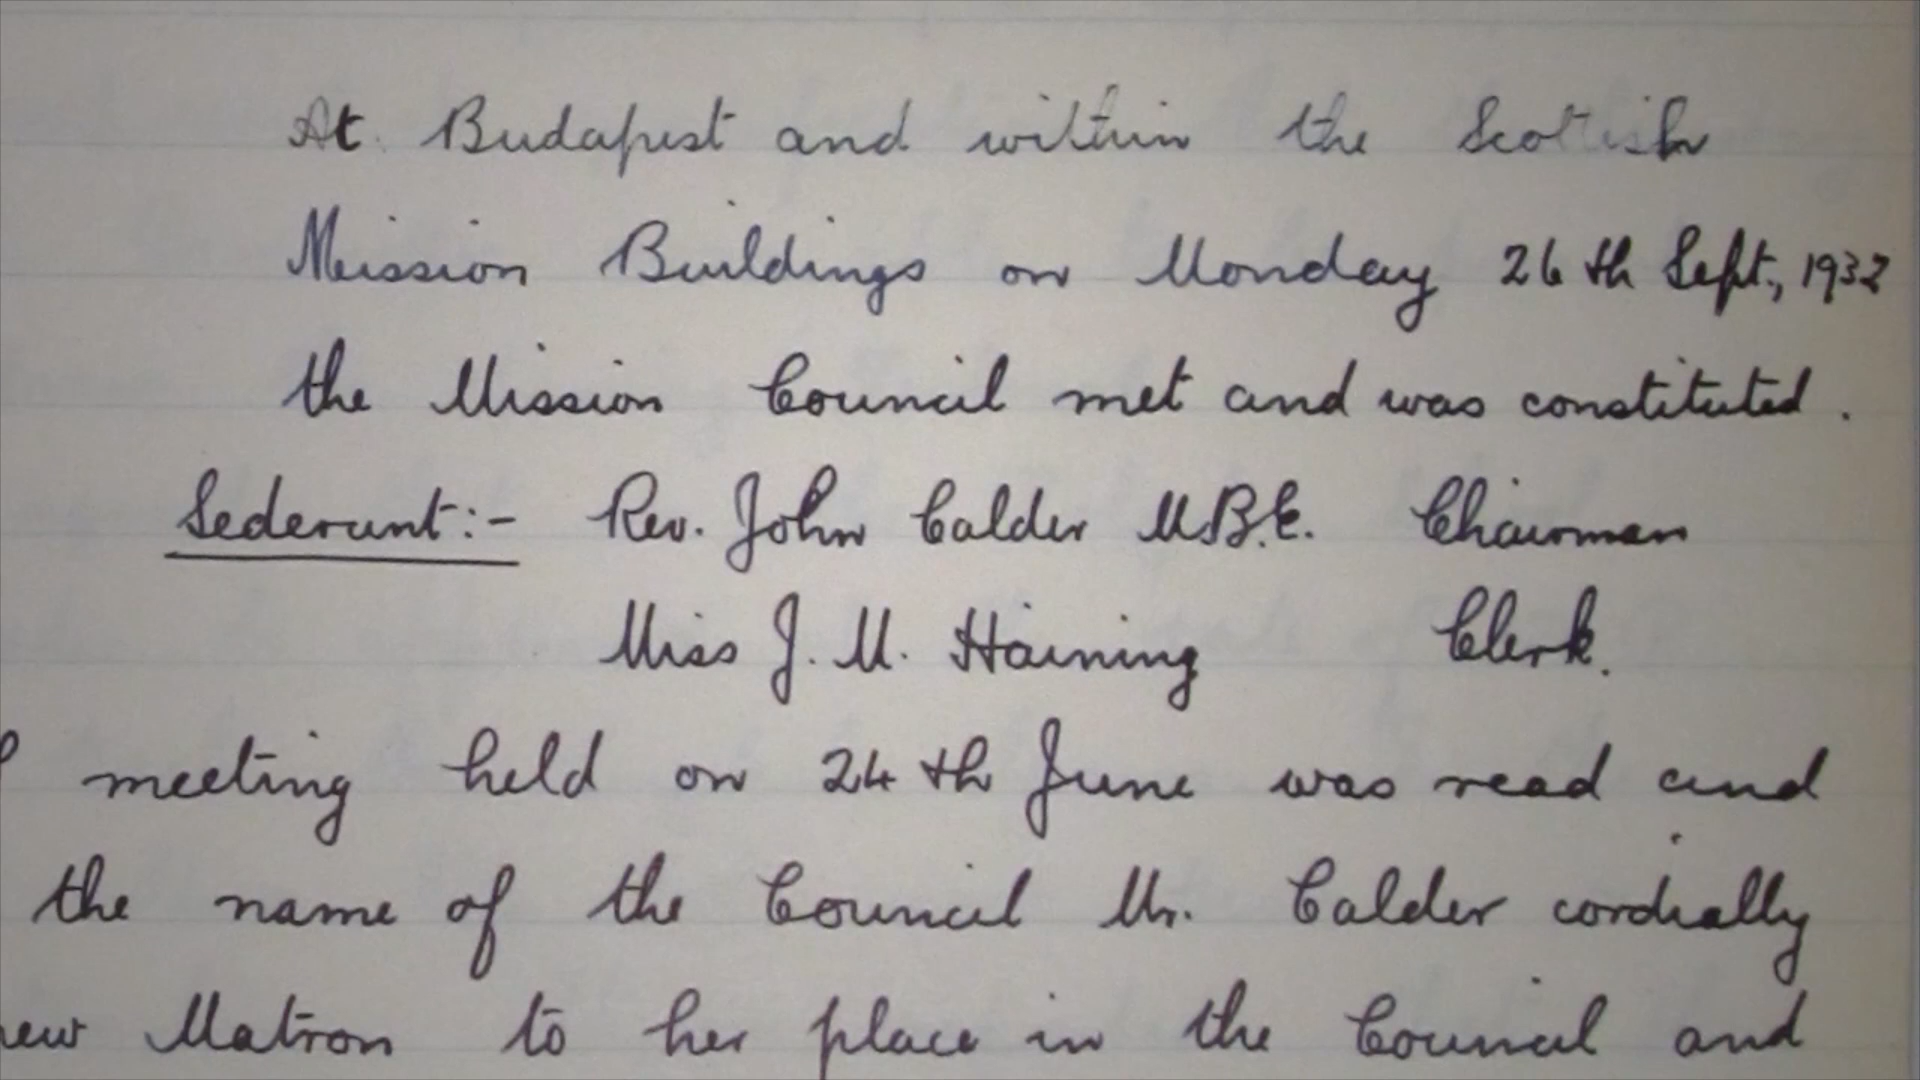 At Budapest and within the Scottish
Mission Buildings on Monday 26th Sept., 1932
the Mission Council met and was constituted.
Sederunt:- Rev. John Calder M.B.E. Chairman
Miss J. M. Haining Clerk.
meeting held on 24th June was read and
the name of the Council Mr. Calder cordially
Matron to her place in the Council and